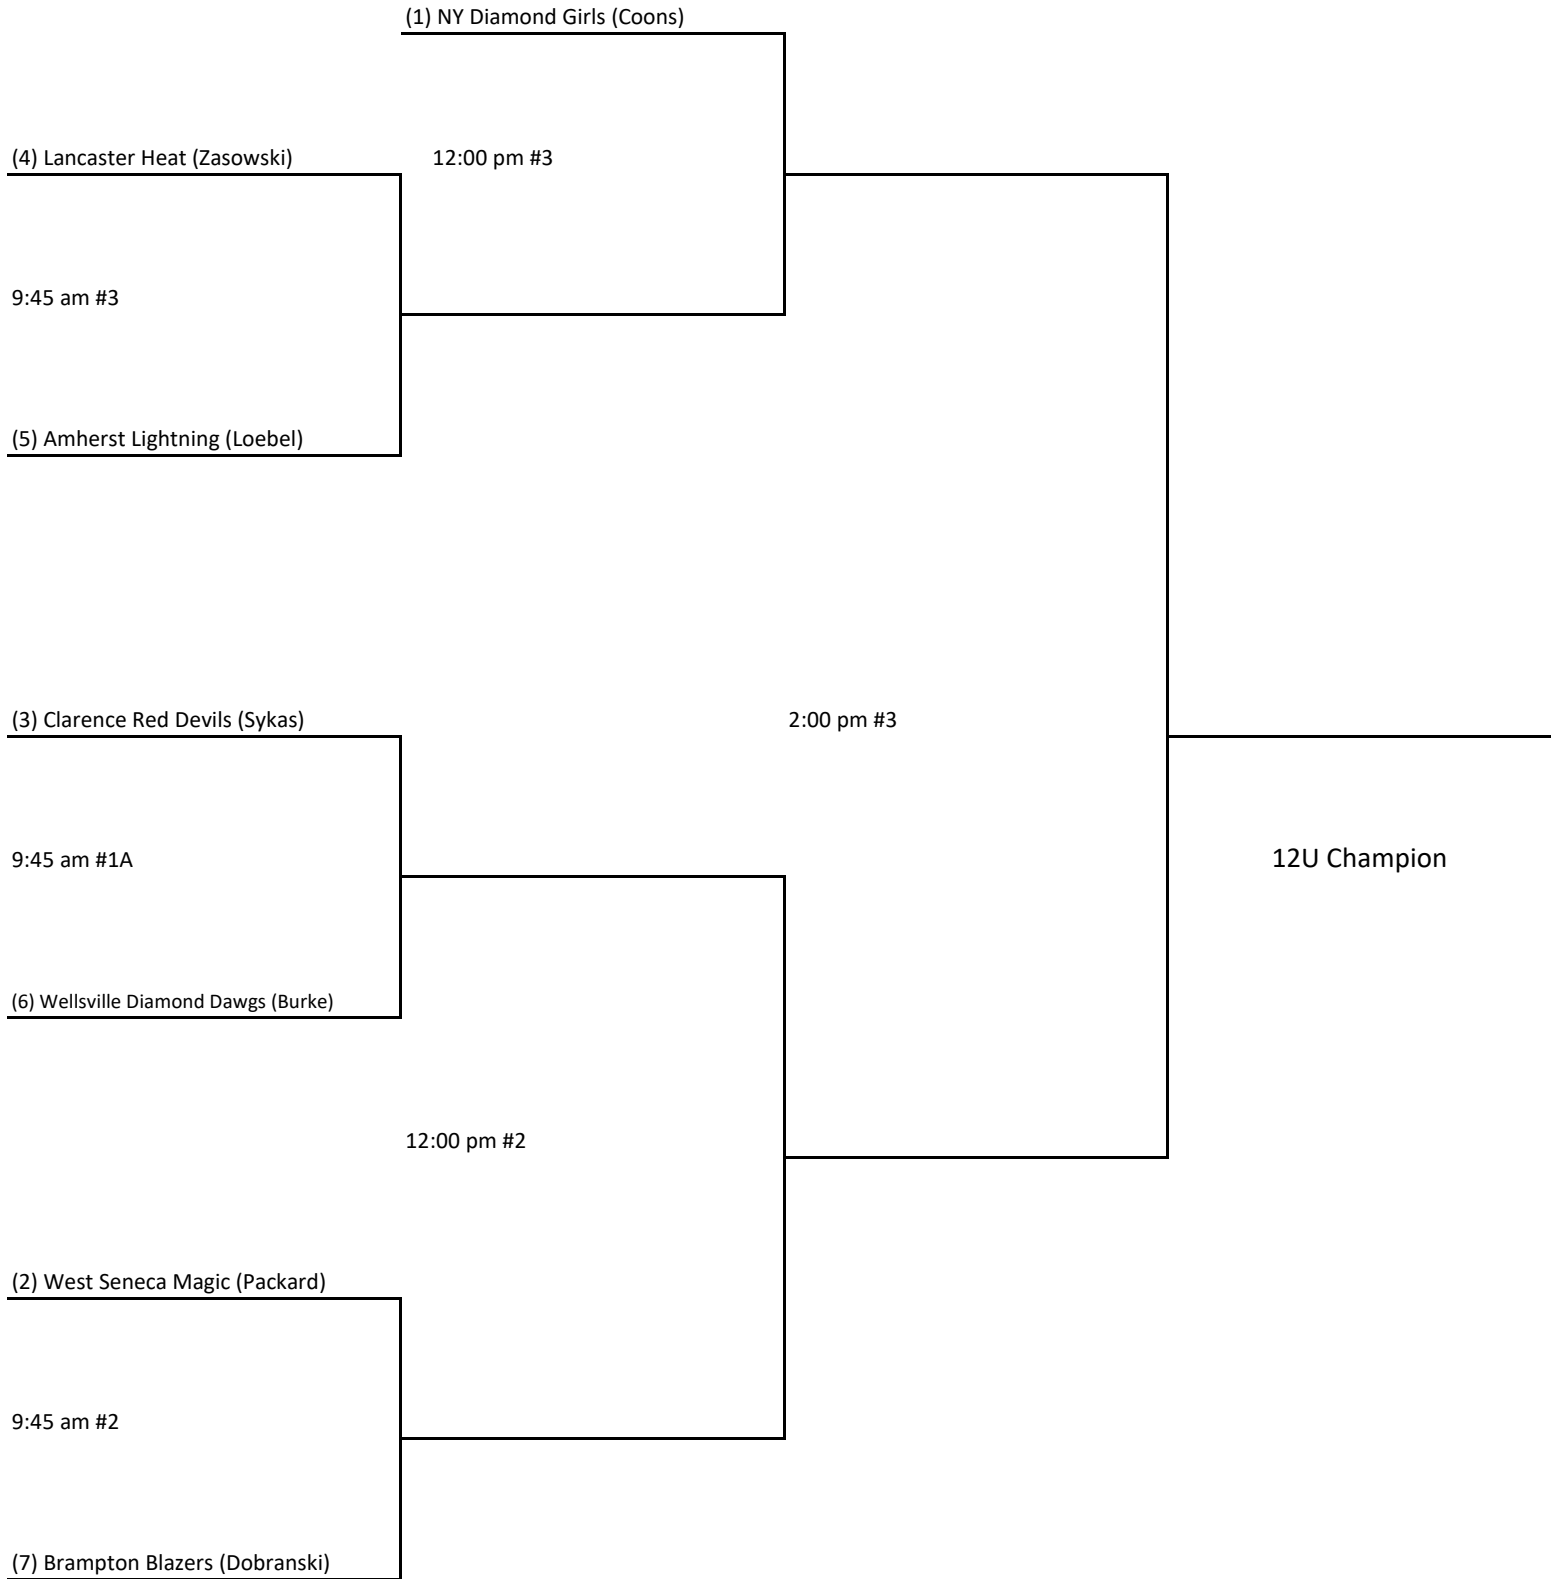 (1) NY Diamond Girls (Coons)
(4) Lancaster Heat (Zasowski)
12:00 pm #3
9:45 am #3
(5) Amherst Lightning (Loebel)
(3) Clarence Red Devils (Sykas)
2:00 pm #3
9:45 am #1A
12U Champion
(6) Wellsville Diamond Dawgs (Burke)
12:00 pm #2
(2) West Seneca Magic (Packard)
9:45 am #2
(7) Brampton Blazers (Dobranski)